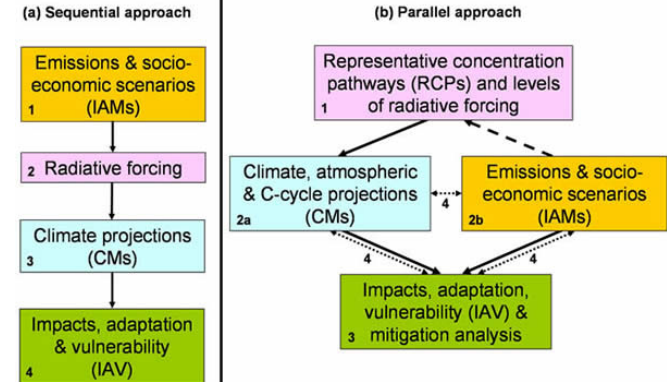 (a) Sequential approach
Emissions & socio-
economic scenarios
(IAMs)
1
2 Radiative forcing
Climate projections
(CMs)
3
Impacts, adaptation
& vulnerability
(IAV)
4
(b) Parallel approach
Representative concentration
pathways (RCPs) and levels
of radiative forcing
1
Climate, atmospheric
& C-cycle projections
(CMs)
2a
4
Emissions & socio-
economic scenarios
(IAMs)
2b
4
4
Impacts, adaptation,
vulnerability (IAV) &
mitigation analysis
3